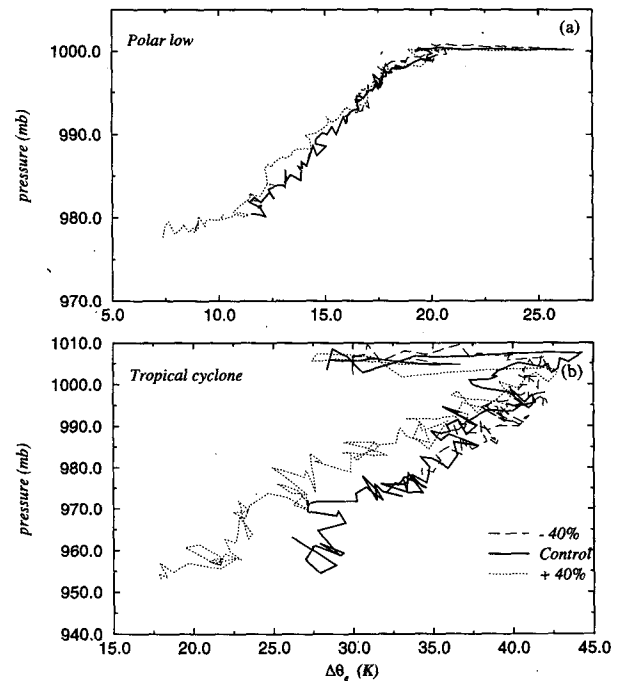 (a)
Polar low
1000.0
990.0
980.0
970.0
pressure (mb)
5.0 10.0 15.0 20.0 25.0
(b)
Tropical cyclone
1010.0
1000.0
990.0
980.0
970.0
960.0
950.0
940.0
pressure (mb)
- 40%
Control
+ 40%
15.0 20.0 25.0 30.0 35.0 40.0 45.0
Δθe (K)